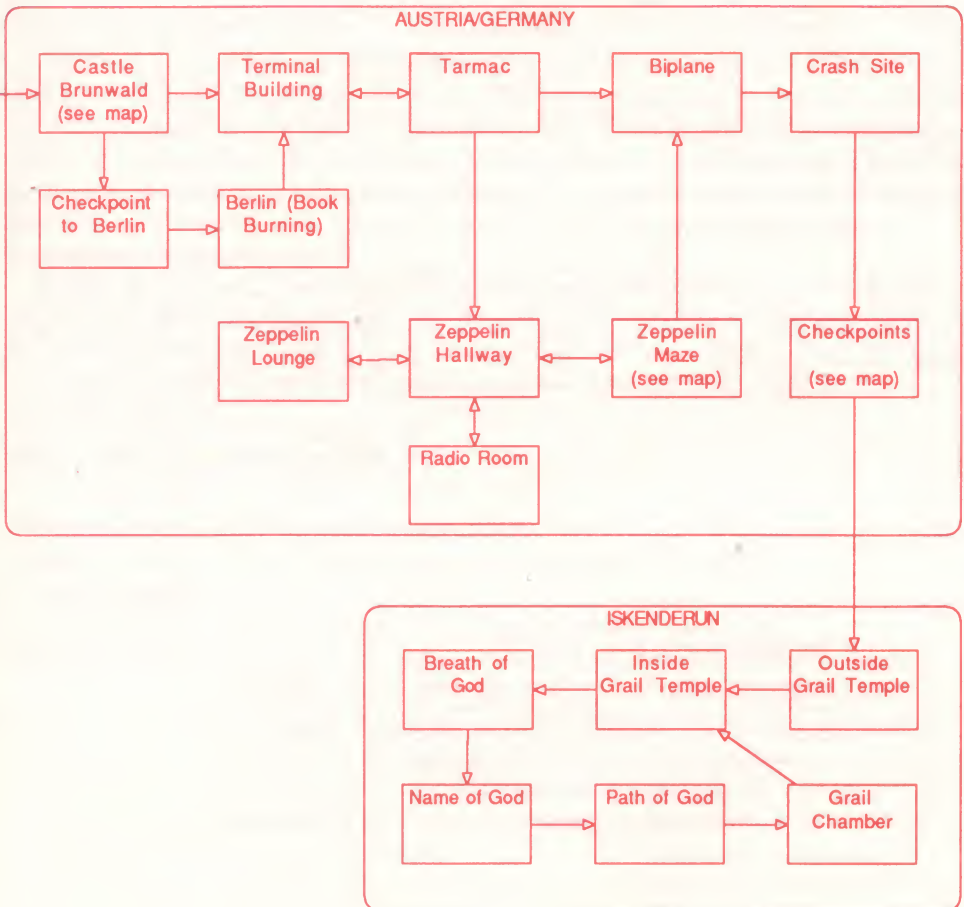 AUSTRIA/GERMANY
Castle
Brunwald
(see map)
Terminal
Building
Tarmac
Biplane
Crash Site
Checkpoint
to Berlin
Berlin (Book
Burning)
Zeppelin
Lounge
Zeppelin
Hallway
Zeppelin
Maze
(see map)
Checkpoints
(see map)
Radio Room
ISKENDERUN
Breath of
God
Inside
Grail Temple
Outside
Grail Temple
Name of God
Path of God
Grail
Chamber